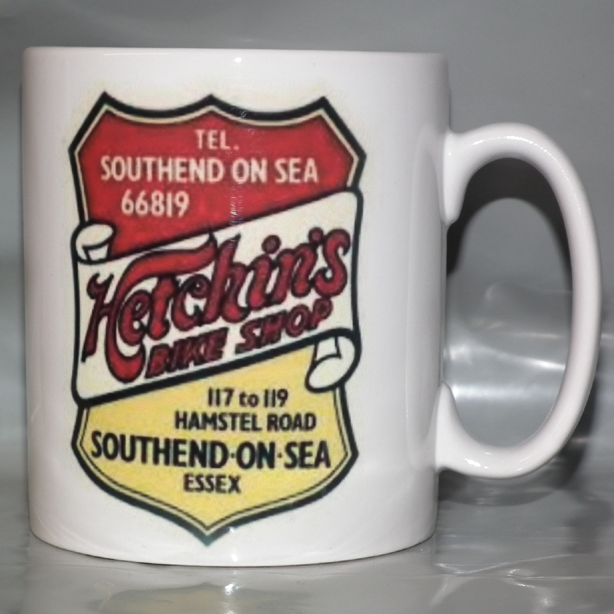 TEL.
SOUTHEND ON SEA
66819
Hetchin's
BIKE SHOP
117 to 119
HAMSTEL ROAD
SOUTHEND·ON·SEA
ESSEX